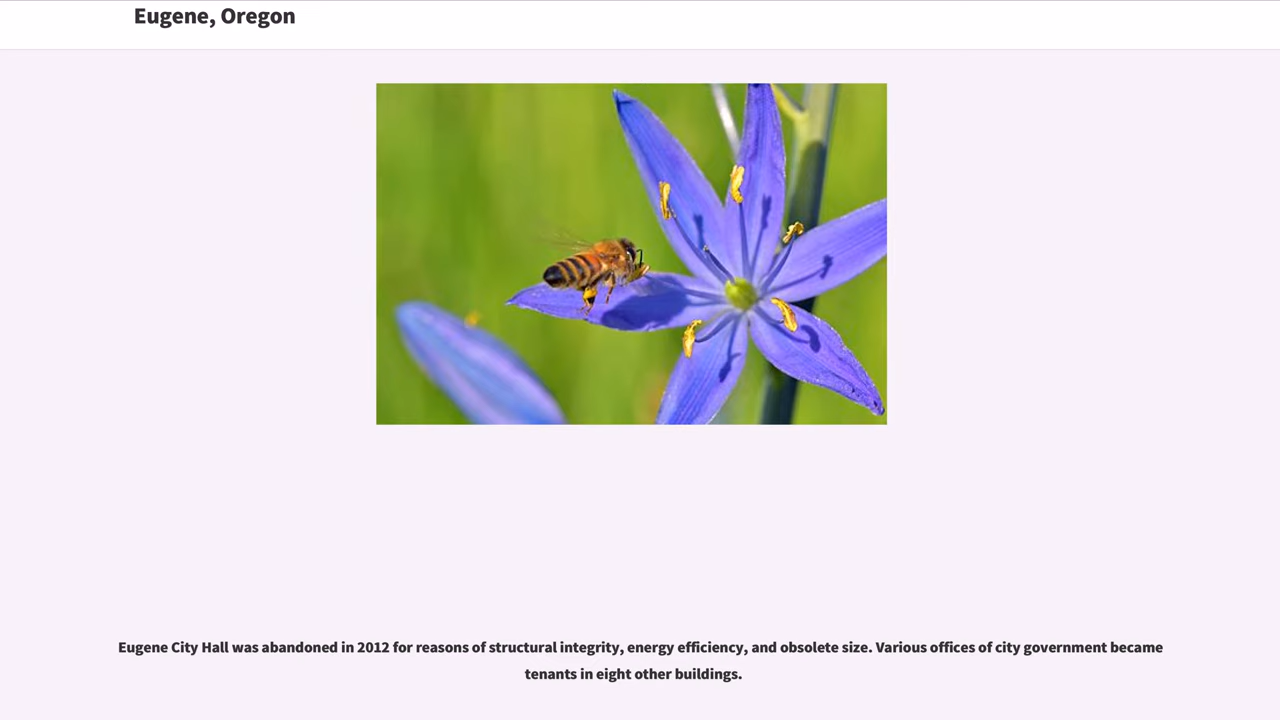 Eugene, Oregon
Eugene City Hall was abandoned in 2012 for reasons of structural integrity, energy efficiency, and obsolete size. Various offices of city government became
tenants in eight other buildings.